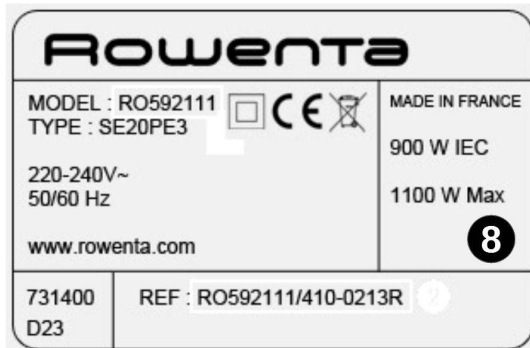 Rowenta
MODEL : RO592111
TYPE : SE20PE3
220-240V~
50/60 Hz
www.rowenta.com
MADE IN FRANCE
900 W IEC
1100 W Max
8
731400
D23
REF : RO592111/410-0213R
2